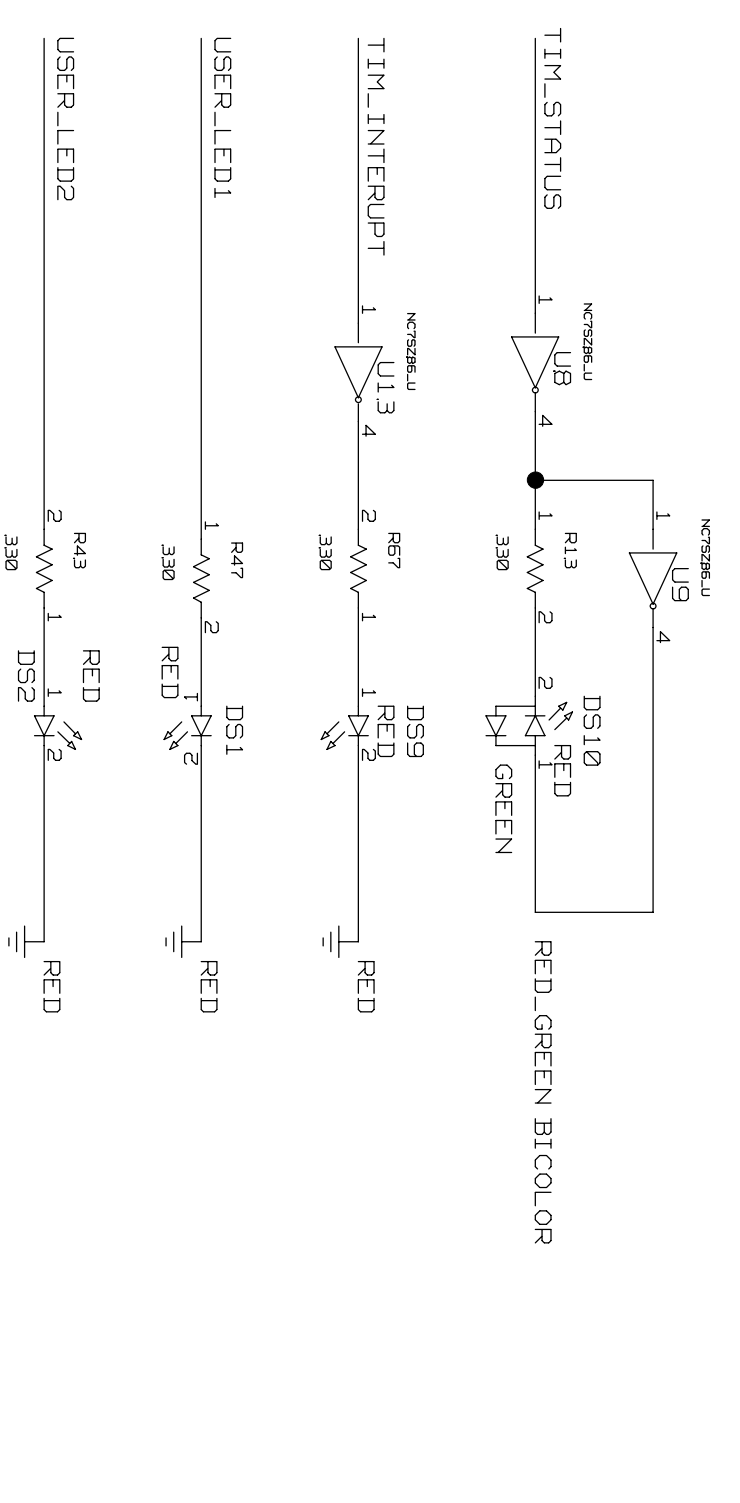 NC7SZ86_U
1
U9
4
NC7SZ86_U
TIM_STATUS
1
U8
4
1
R13
330
2
2
DS10
RED
1
GREEN
RED_GREEN BICOLOR
NC7SZ86_U
TIM_INTERUPT
1
U13
4
2
R67
330
1
1
DS9
RED
2
RED
USER_LED1
1
R47
330
2
RED
1
DS1
2
RED
USER_LED2
2
R43
330
1
RED
1
DS2
2
RED